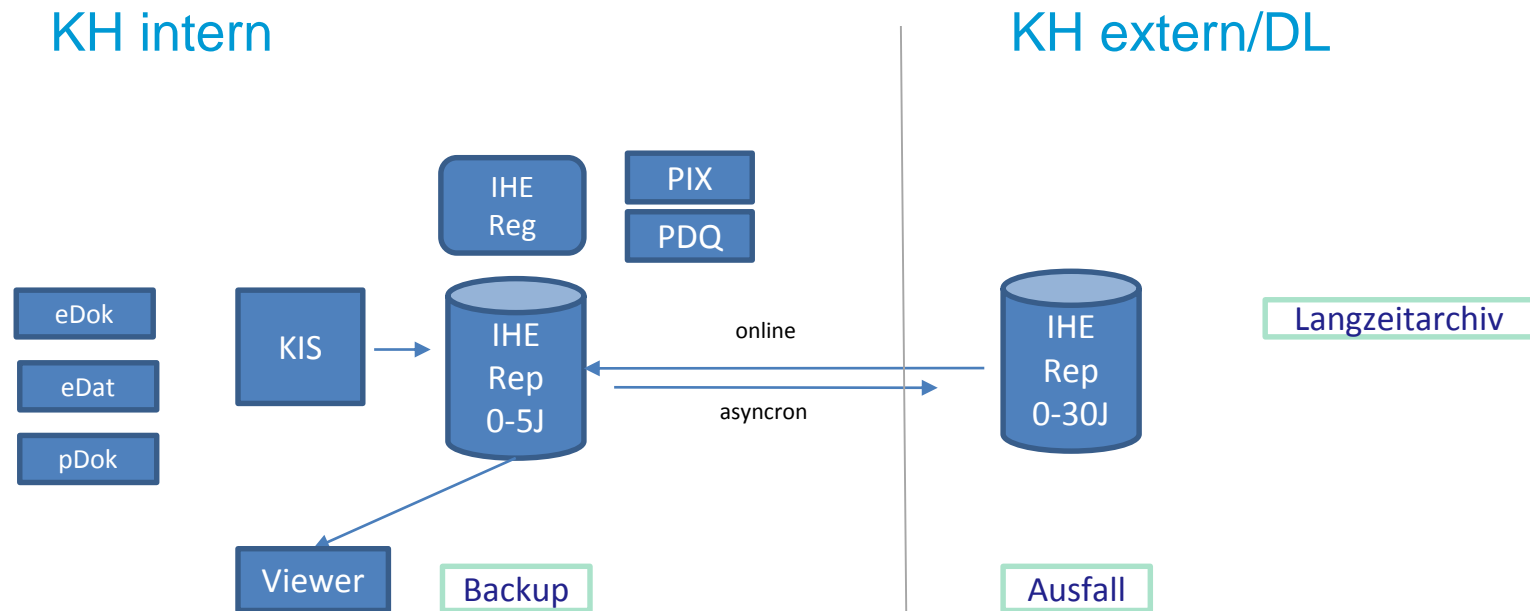 KH intern
KH extern/DL
IHE
Reg
PIX
PDQ
eDok
eDat
pDok
KIS
IHE
Rep
0-5J
online
asyncron
IHE
Rep
0-30J
Langzeitarchiv
Viewer
Backup
Ausfall